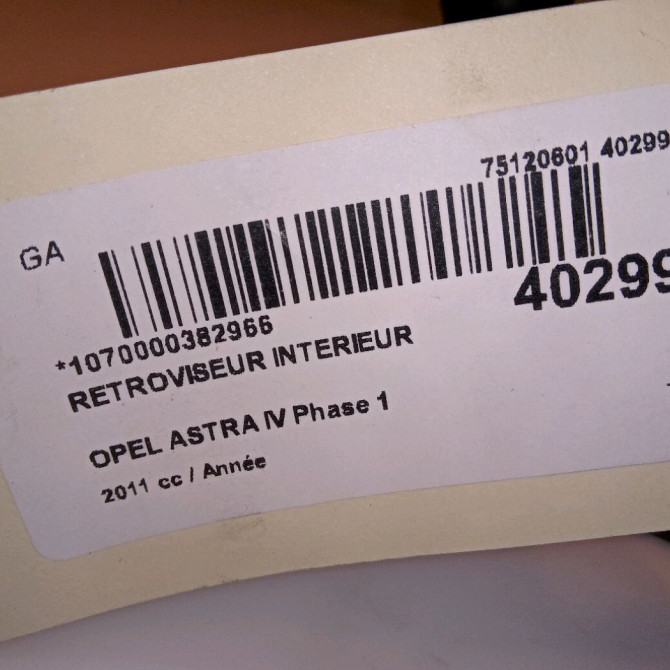 75120601 40299
GA
40299
*1070000382966
RETROVISEUR INTERIEUR
OPEL ASTRA IV Phase 1
2011 cc / Année